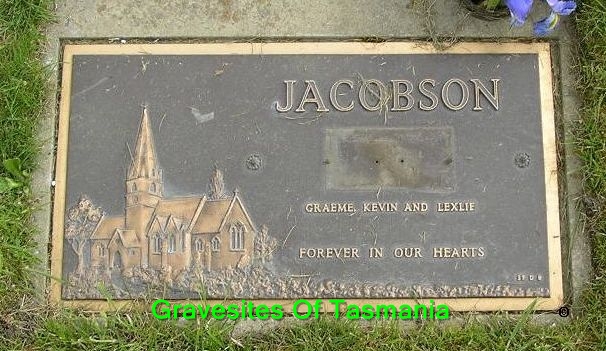 JACOBSON
GRAEME, KEVIN AND LEXLIE
FOREVER IN OUR HEARTS
Gravesites Of Tasmania
©